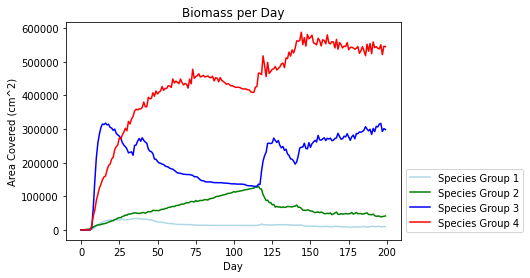 Biomass per Day
600000
500000
400000
300000
200000
100000
0
Area Covered (cm^2)
0
25
50
75
100
125
150
175
200
Day
Species Group 1
Species Group 2
Species Group 3
Species Group 4